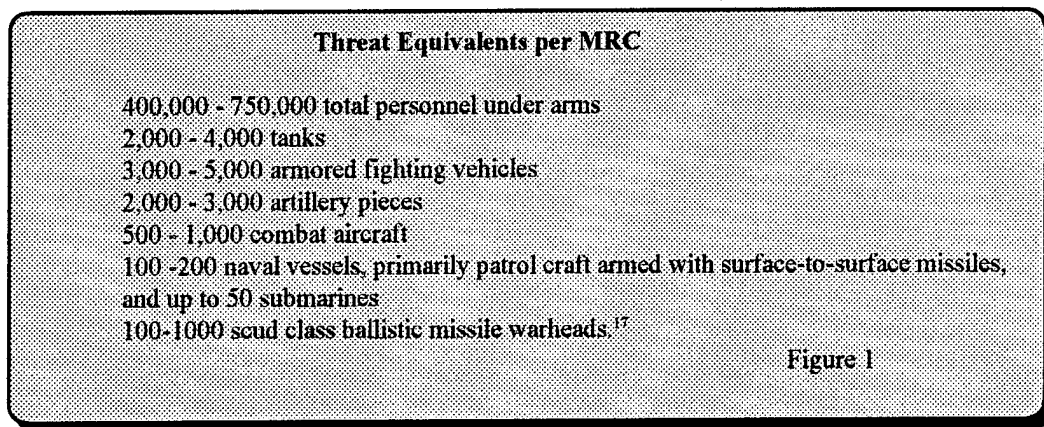 Threat Equivalents per MRC
400,000 - 750,000 total personnel under arms
2,000 - 4,000 tanks
3,000 - 5,000 armored fighting vehicles
2,000 - 3,000 artillery pieces
500 - 1,000 combat aircraft
100 -200 naval vessels, primarily patrol craft armed with surface-to-surface missiles,
and up to 50 submarines
100-1000 scud class ballistic missile warheads.¹⁷
Figure 1